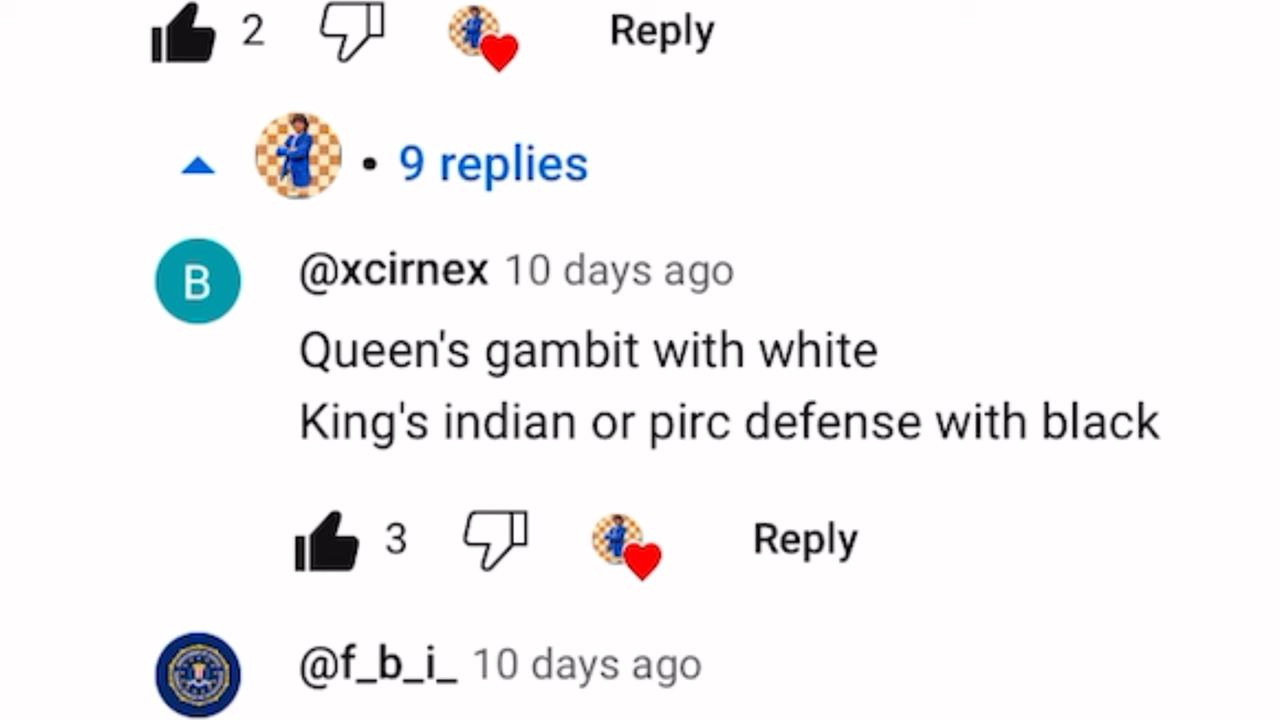 2 Reply
• 9 replies
B @xcirnex 10 days ago
Queen's gambit with white
King's indian or pirc defense with black
3 Reply
@f_b_i_ 10 days ago